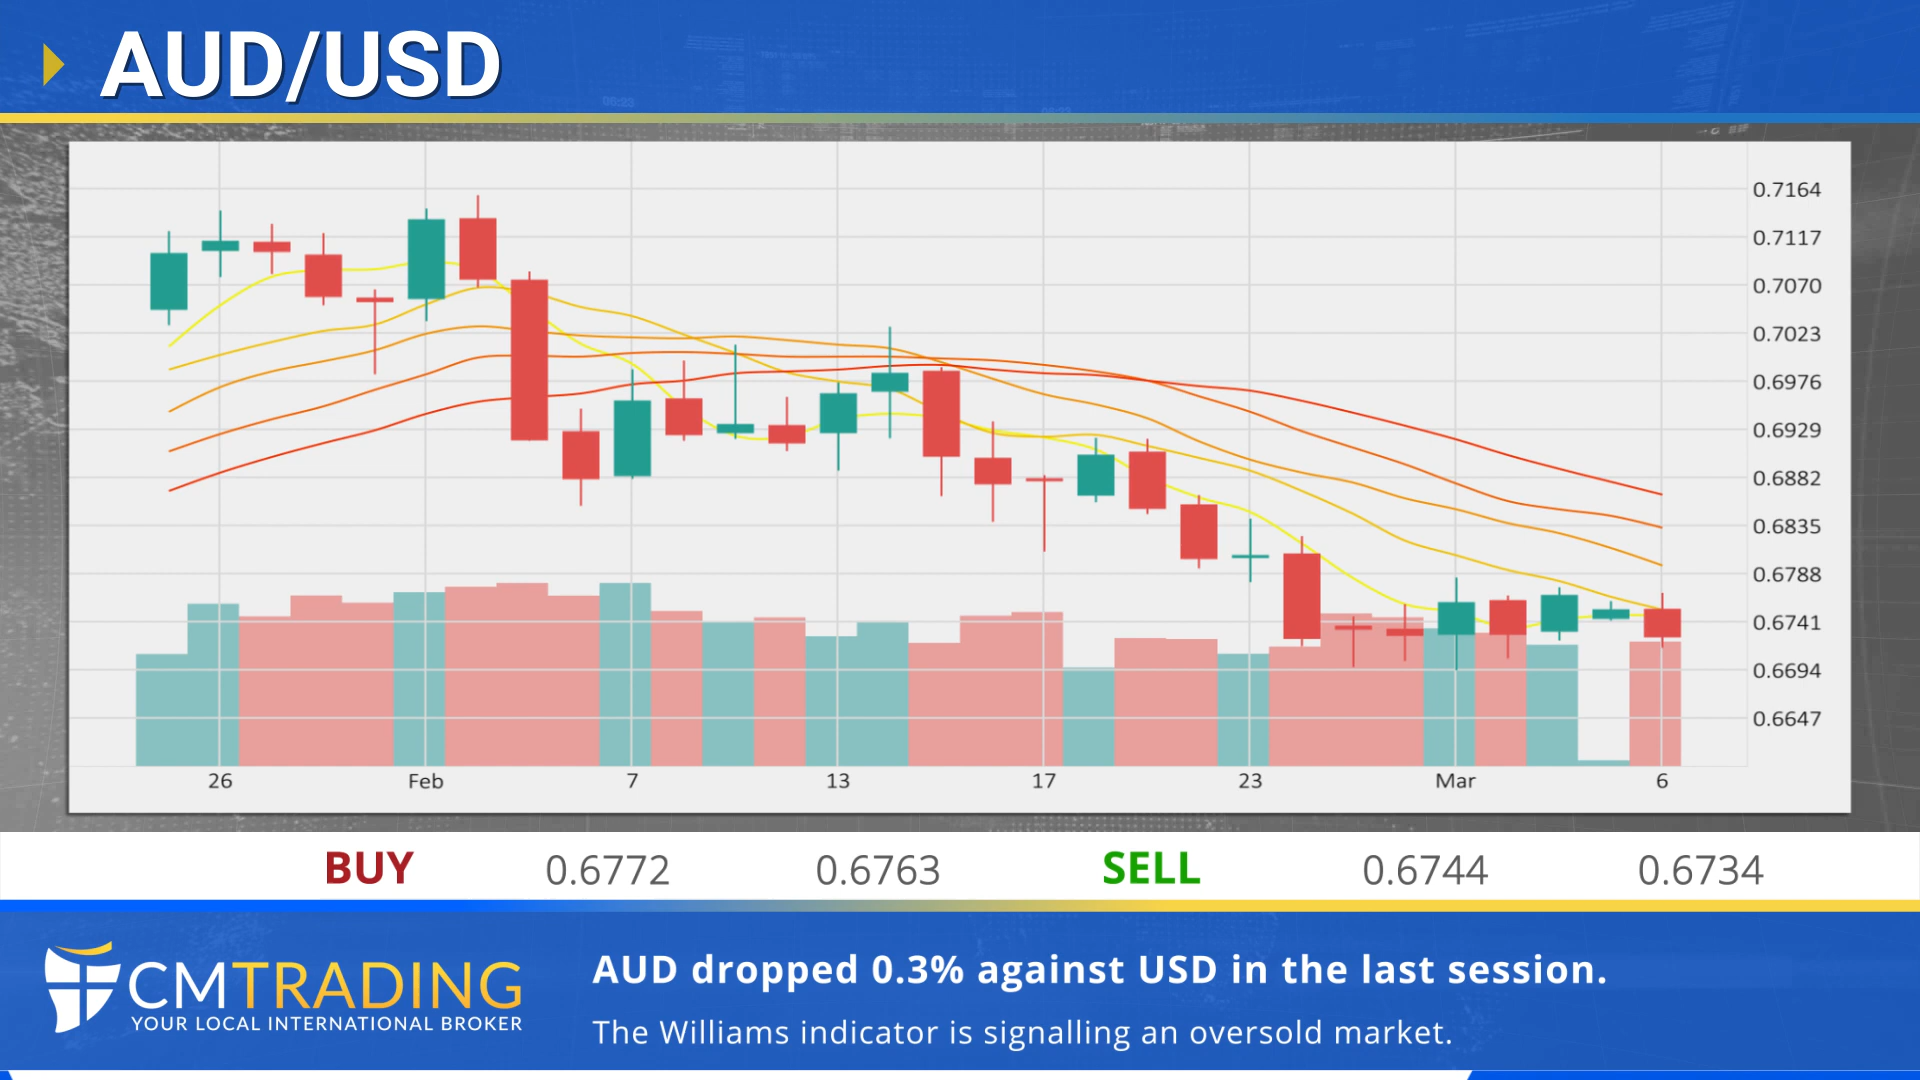 AUD/USD
0.7164
0.7117
0.7070
0.7023
0.6976
0.6929
0.6882
0.6835
0.6788
0.6741
0.6694
0.6647
26 Feb 7 13 17 23 Mar 6
BUY 0.6772 0.6763 SELL 0.6744 0.6734
CMTRADING
YOUR LOCAL INTERNATIONAL BROKER
AUD dropped 0.3% against USD in the last session.
The Williams indicator is signalling an oversold market.